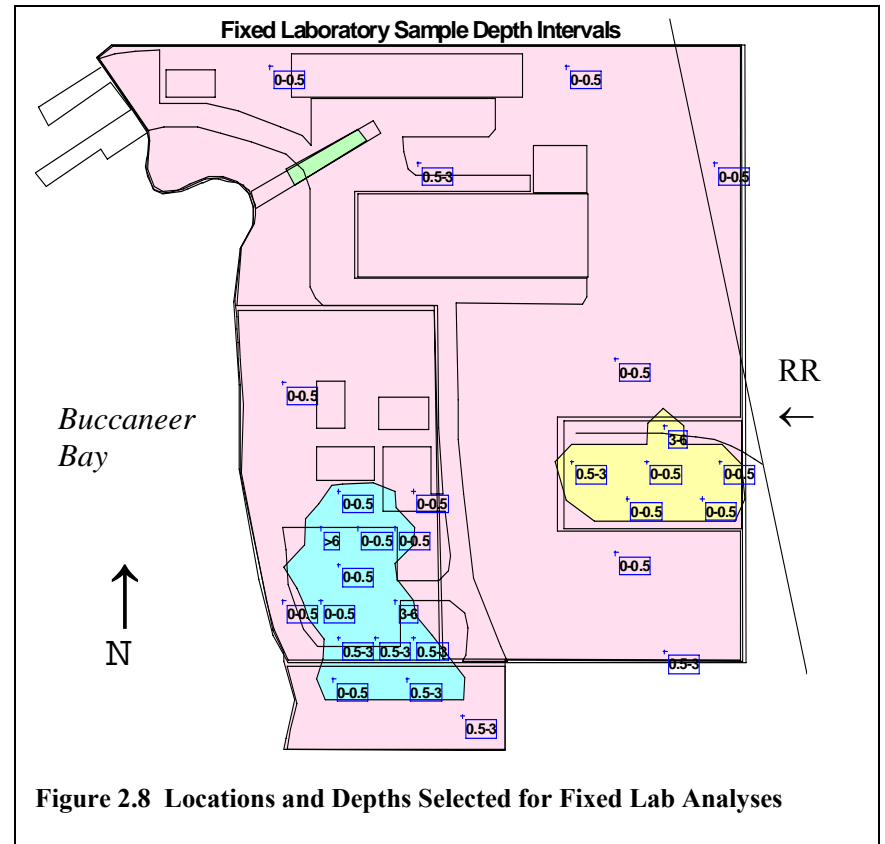 Fixed Laboratory Sample Depth Intervals
0-0.5 0-0.5
0.5-3 0-0.5
0-0.5
RR
←
0-0.5
Buccaneer
Bay
3-6
0.5-3 0-0.5 0-0.5
0-0.5 0-0.5
0-0.5 0-0.5
>6 0-0.5 0-0.5
0-0.5
0-0.5
0-0.5 0-0.5 3-6
N
0.5-3 0.5-3 0.5-3
0.5-3
0-0.5 0.5-3
0.5-3
Figure 2.8 Locations and Depths Selected for Fixed Lab Analyses